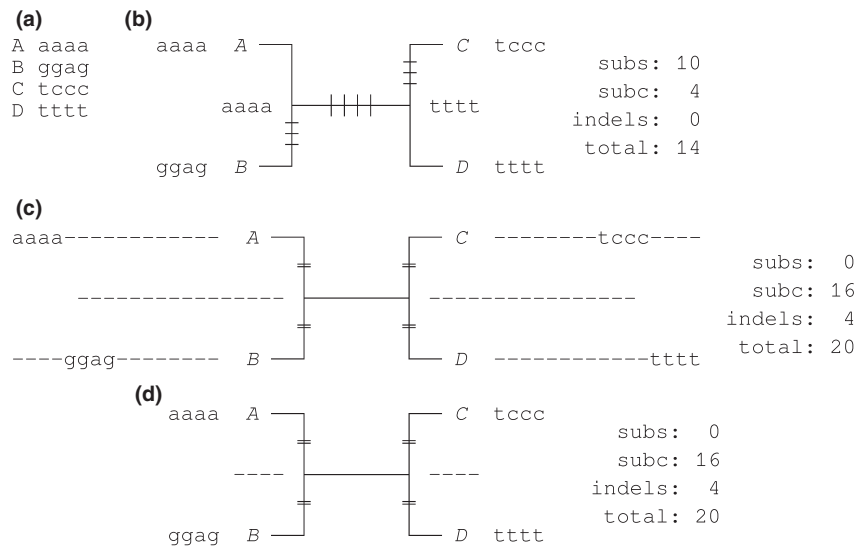 (a)
A aaaa
B ggag
C tccc
D tttt
(b)
aaaa A C tccc
aaaa tttt
ggag B D tttt
subs: 10
subc: 4
indels: 0
total: 14
(c)
aaaa------------ A C --------tccc----
---------------- ----------------
----ggag-------- B D ------------tttt
subs: 0
subc: 16
indels: 4
total: 20
(d)
aaaa A C tccc
---- ----
ggag B D tttt
subs: 0
subc: 16
indels: 4
total: 20